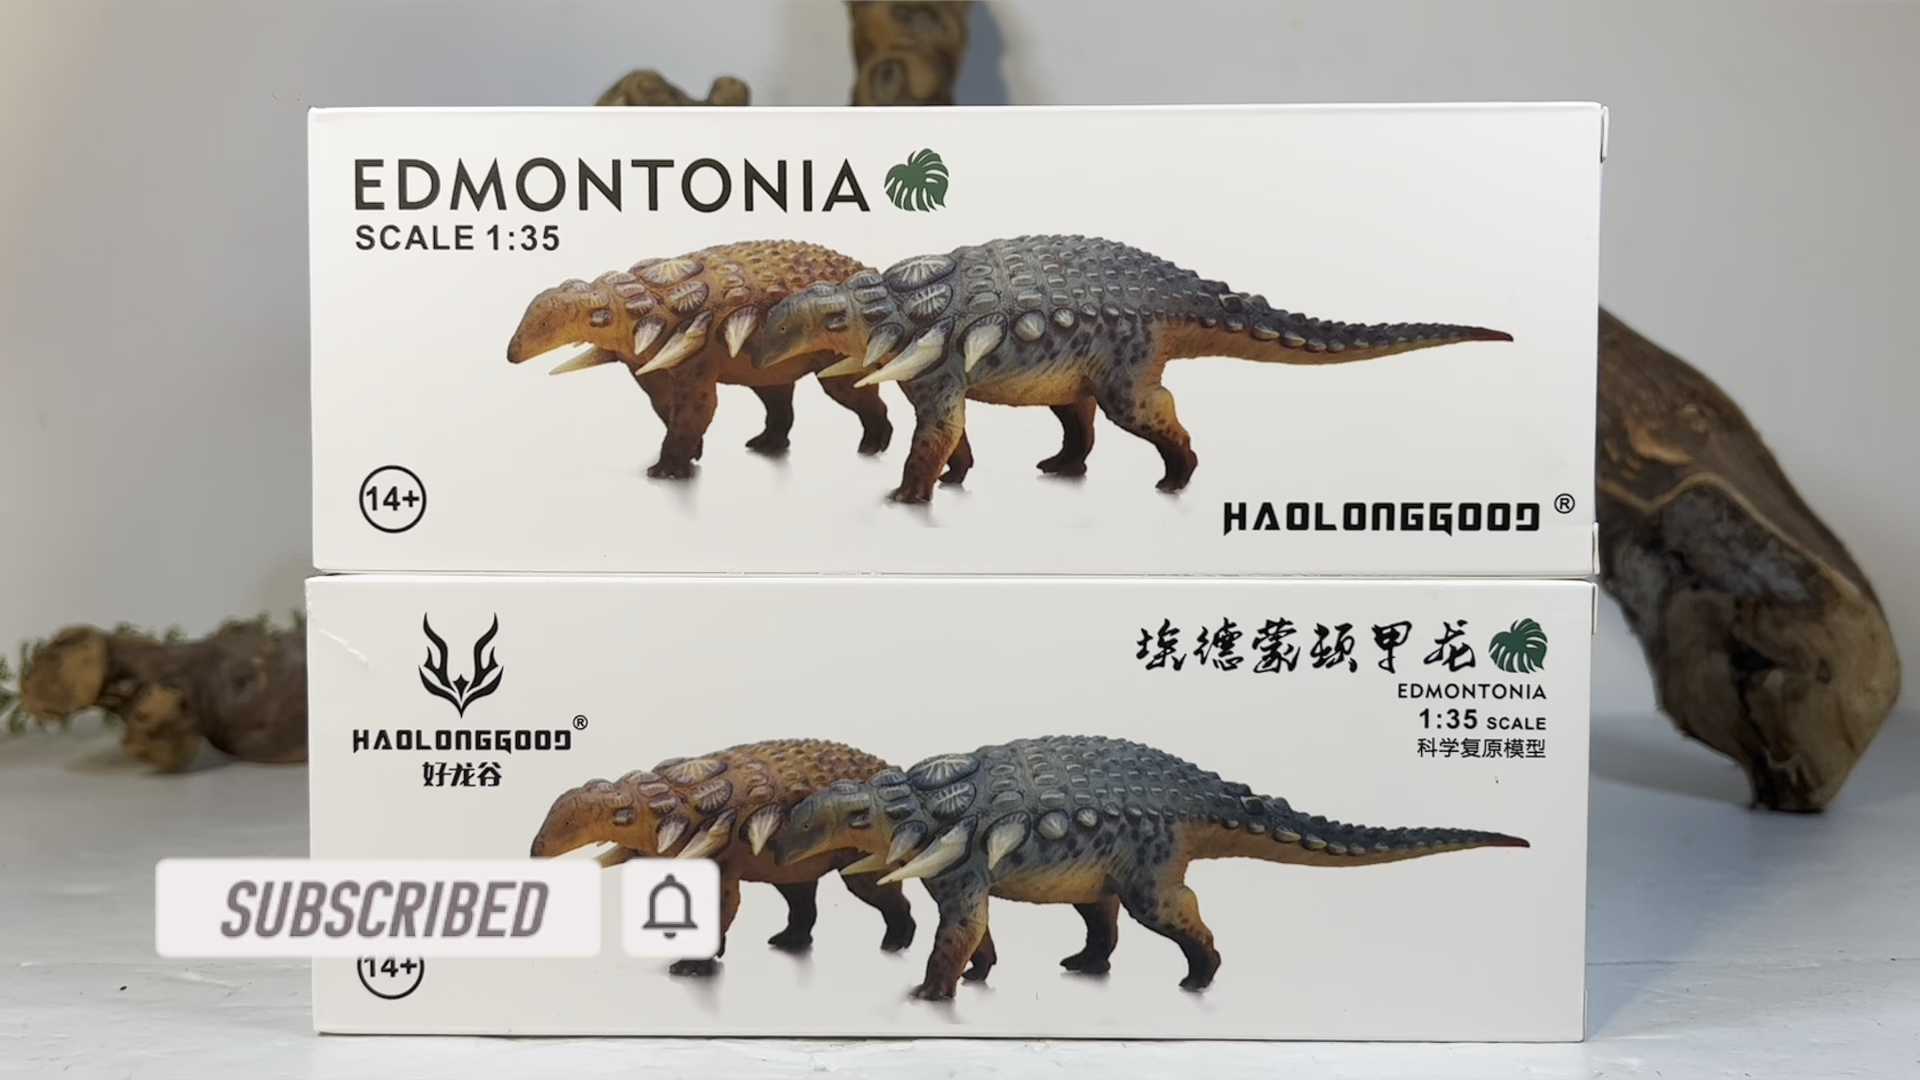 EDMONTONIA
SCALE 1:35
14+
HAOLONGGOOD®
HAOLONGGOOD®
好龙谷
埃德蒙顿甲龙
EDMONTONIA
1:35 SCALE
科学复原模型
SUBSCRIBED
14+